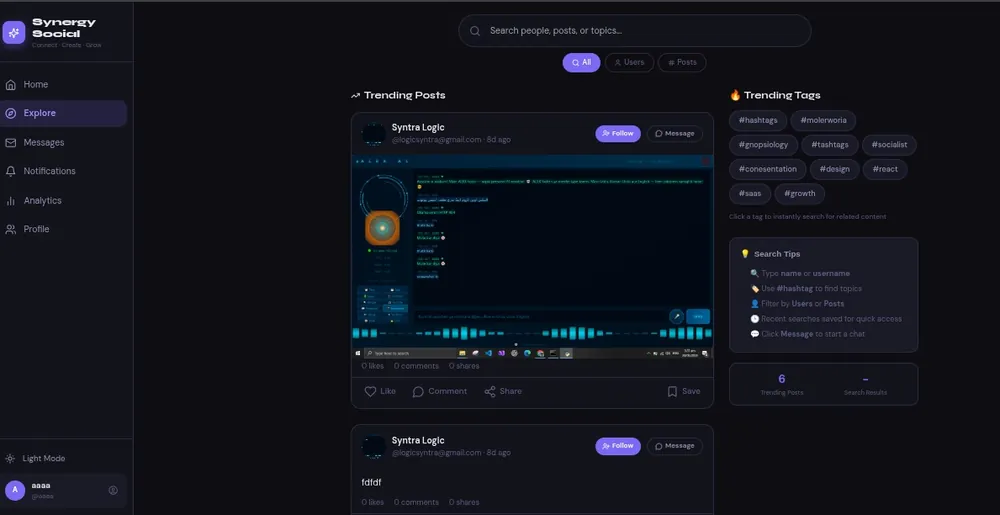 Synergy
Social
Connect · Create · Grow
Home
Explore
Messages
Notifications
Analytics
Profile
Light Mode
A
aaaa
@aaaa
Search people, posts, or topics...
All
Users
Posts
Trending Posts
Syntra Logic
@logicsyntra@gmail.com · 8d ago
Follow
Message
Type here to search
0 likes 0 comments 0 shares
Like
Comment
Share
Save
Syntra Logic
@logicsyntra@gmail.com · 8d ago
Follow
Message
fdfdf
0 likes 0 comments 0 shares
🔥 Trending Tags
#hashtags #molerworia
#gnopsiology #tashtags #socialist
#conesentation #design #react
#saas #growth
Click a tag to instantly search for related content
💡 Search Tips
🔍 Type name or username
🏷️ Use #hashtag to find topics
👤 Filter by Users or Posts
🕒 Recent searches saved for quick access
💬 Click Message to start a chat
6
Trending Posts
-
Search Results